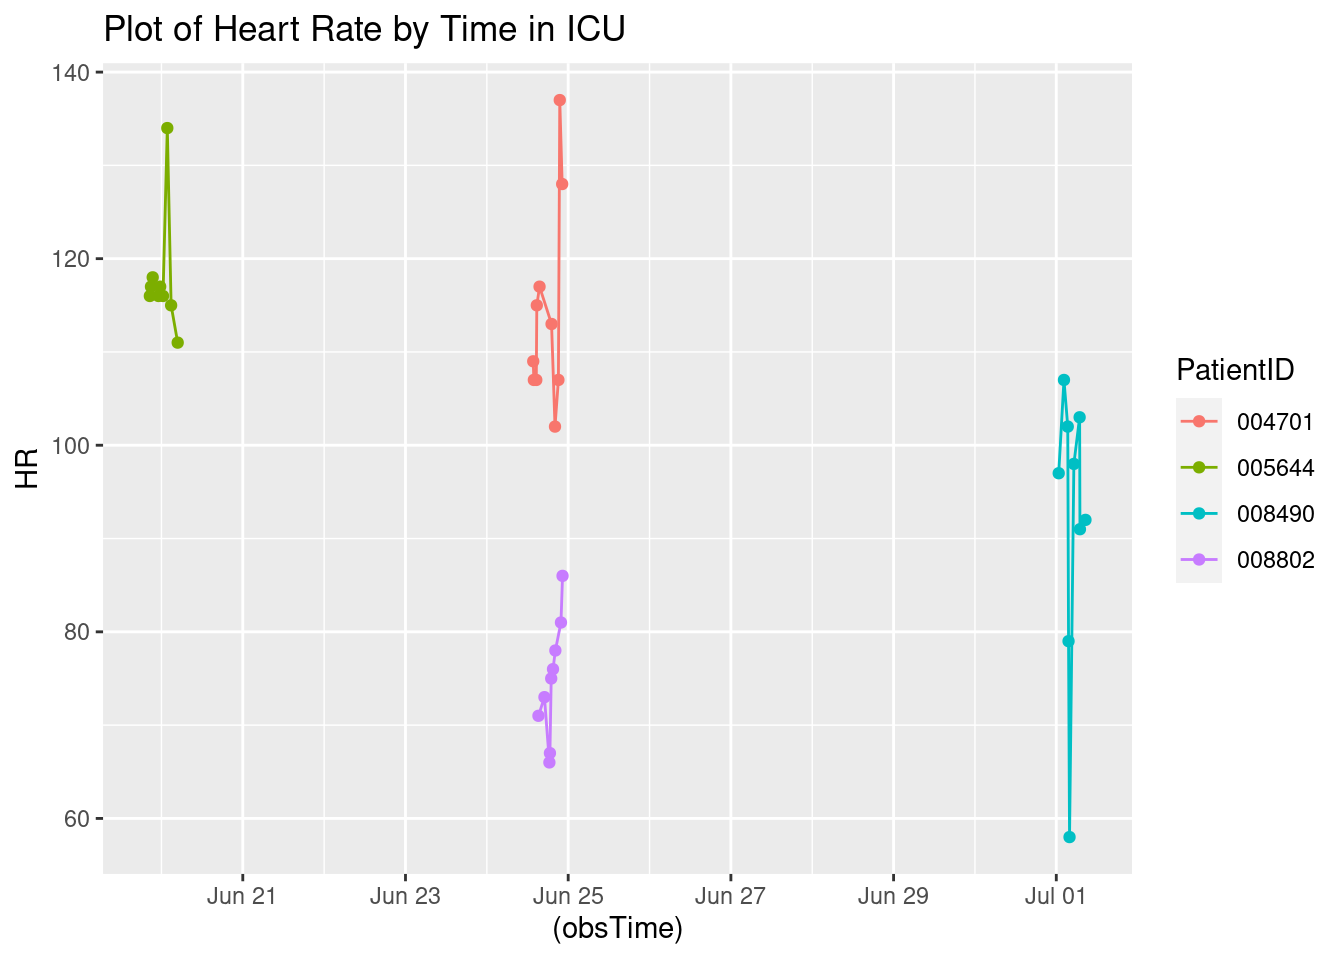 Plot of Heart Rate by Time in ICU
140
120
100
80
60
HR
Jun 21 Jun 23 Jun 25 Jun 27 Jun 29 Jul 01
(obsTime)
PatientID
004701
005644
008490
008802